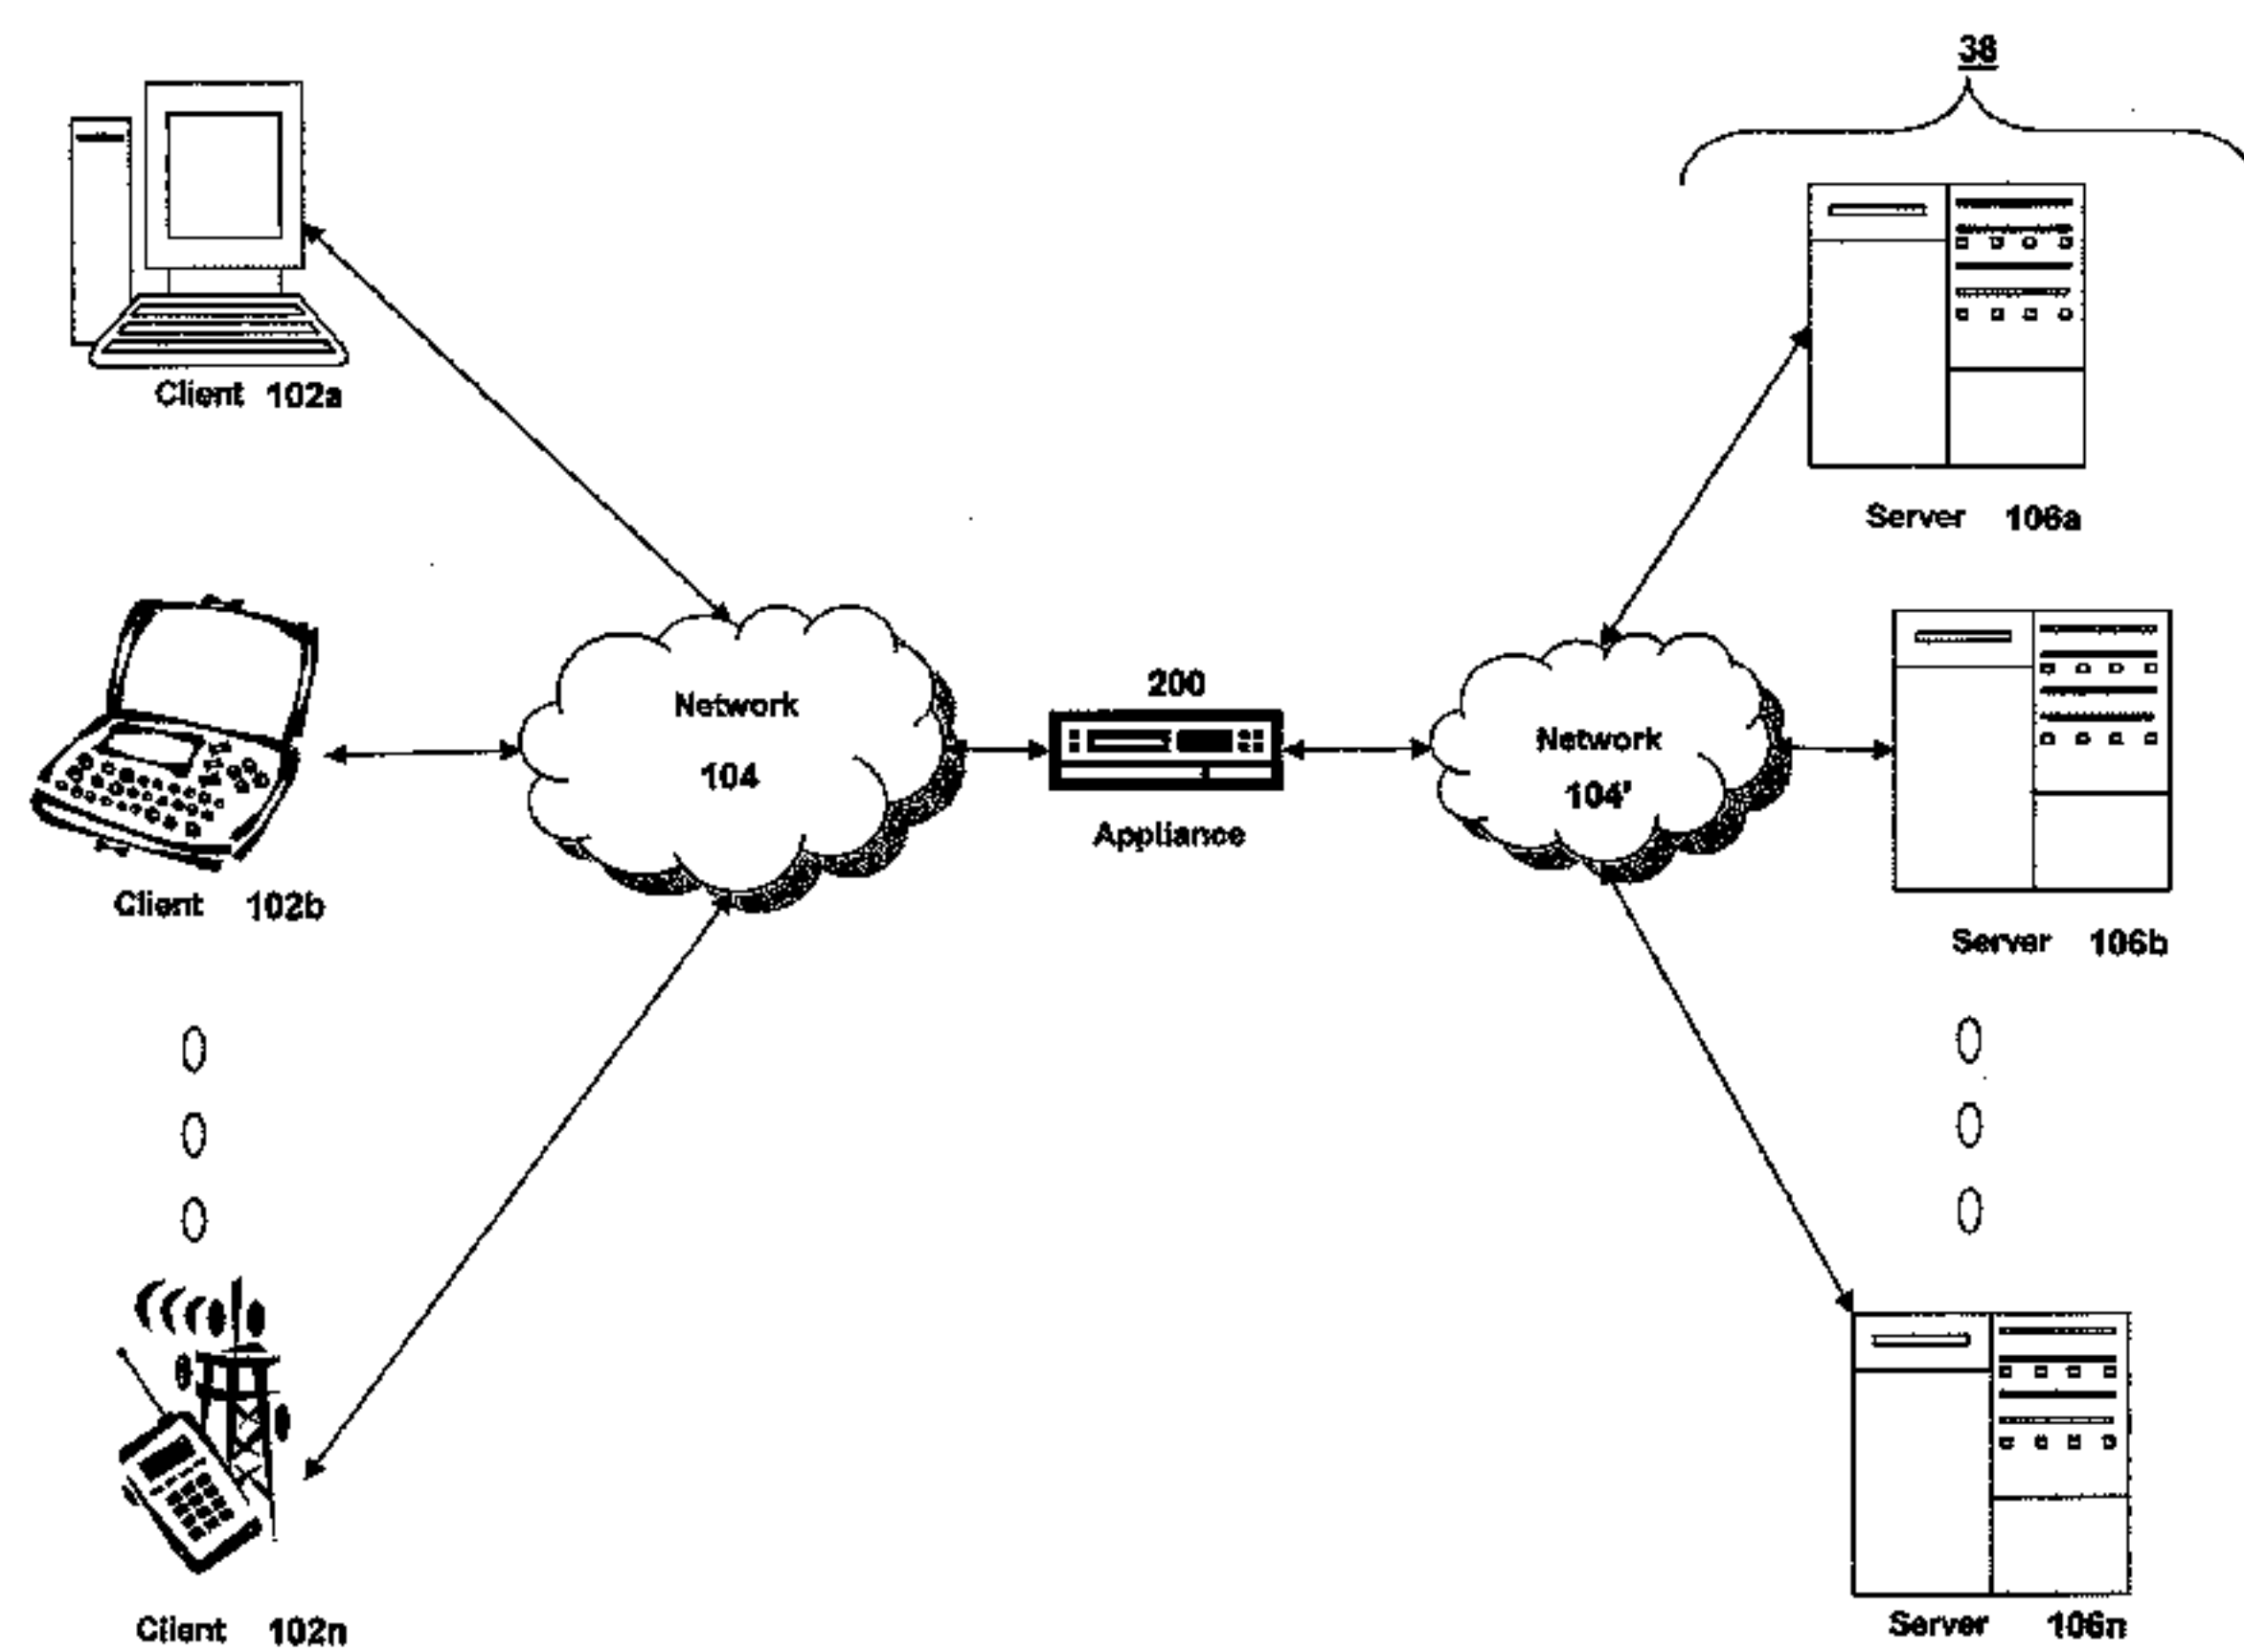 38
Client 102a
Server 106a
Network
104
200
Appliance
Network
104'
Client 102b
Server 106b
Client 102n
Server 106n